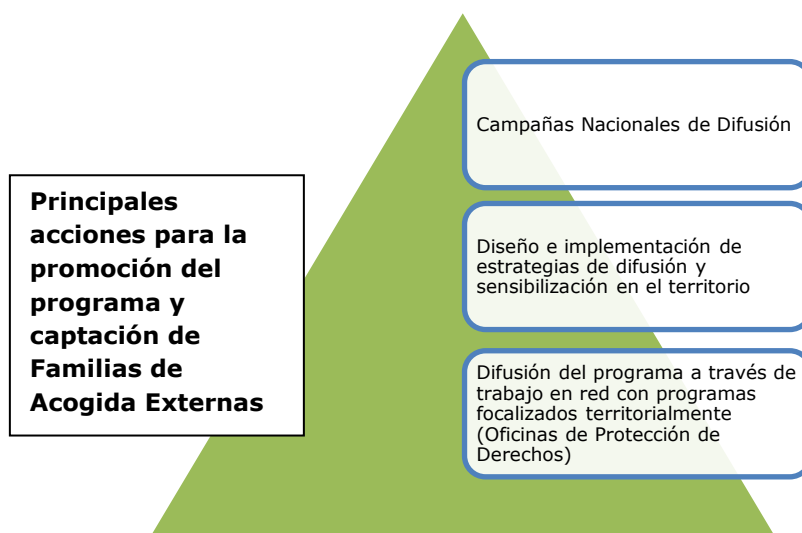 Principales
acciones para la
promoción del
programa y
captación de
Familias de
Acogida Externas
Campañas Nacionales de Difusión
Diseño e implementación de
estrategias de difusión y
sensibilización en el territorio
Difusión del programa a través de
trabajo en red con programas
focalizados territorialmente
(Oficinas de Protección de
Derechos)